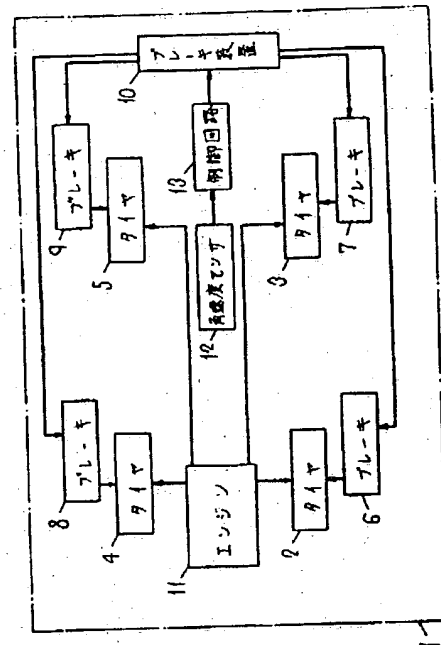 ブレーキ装置
10
ブレーキ
9
タイヤ
5
制御回路
13
ブレーキ
7
タイヤ
3
角速度センサ
12
ブレーキ
8
タイヤ
4
エンジン
11
タイヤ
2
ブレーキ
6
1